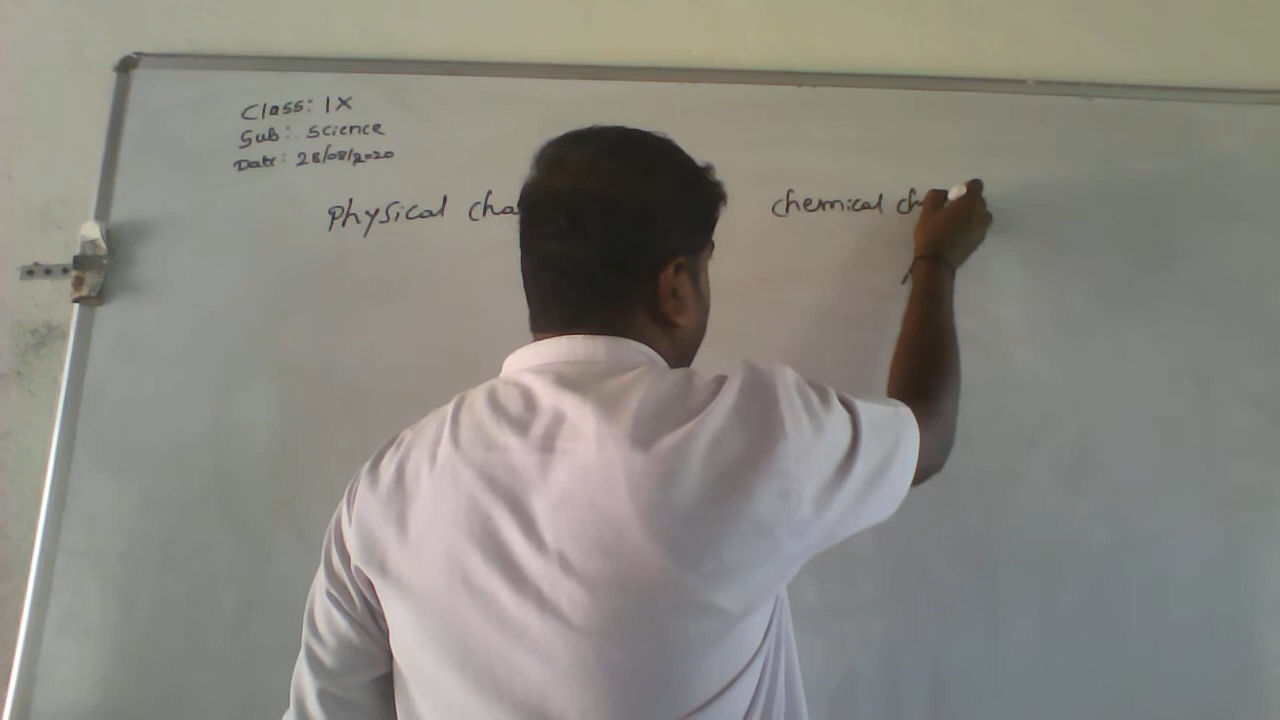 Class: IX
Sub: Science
Date: 28/08/2020
Physical cha chemical ch